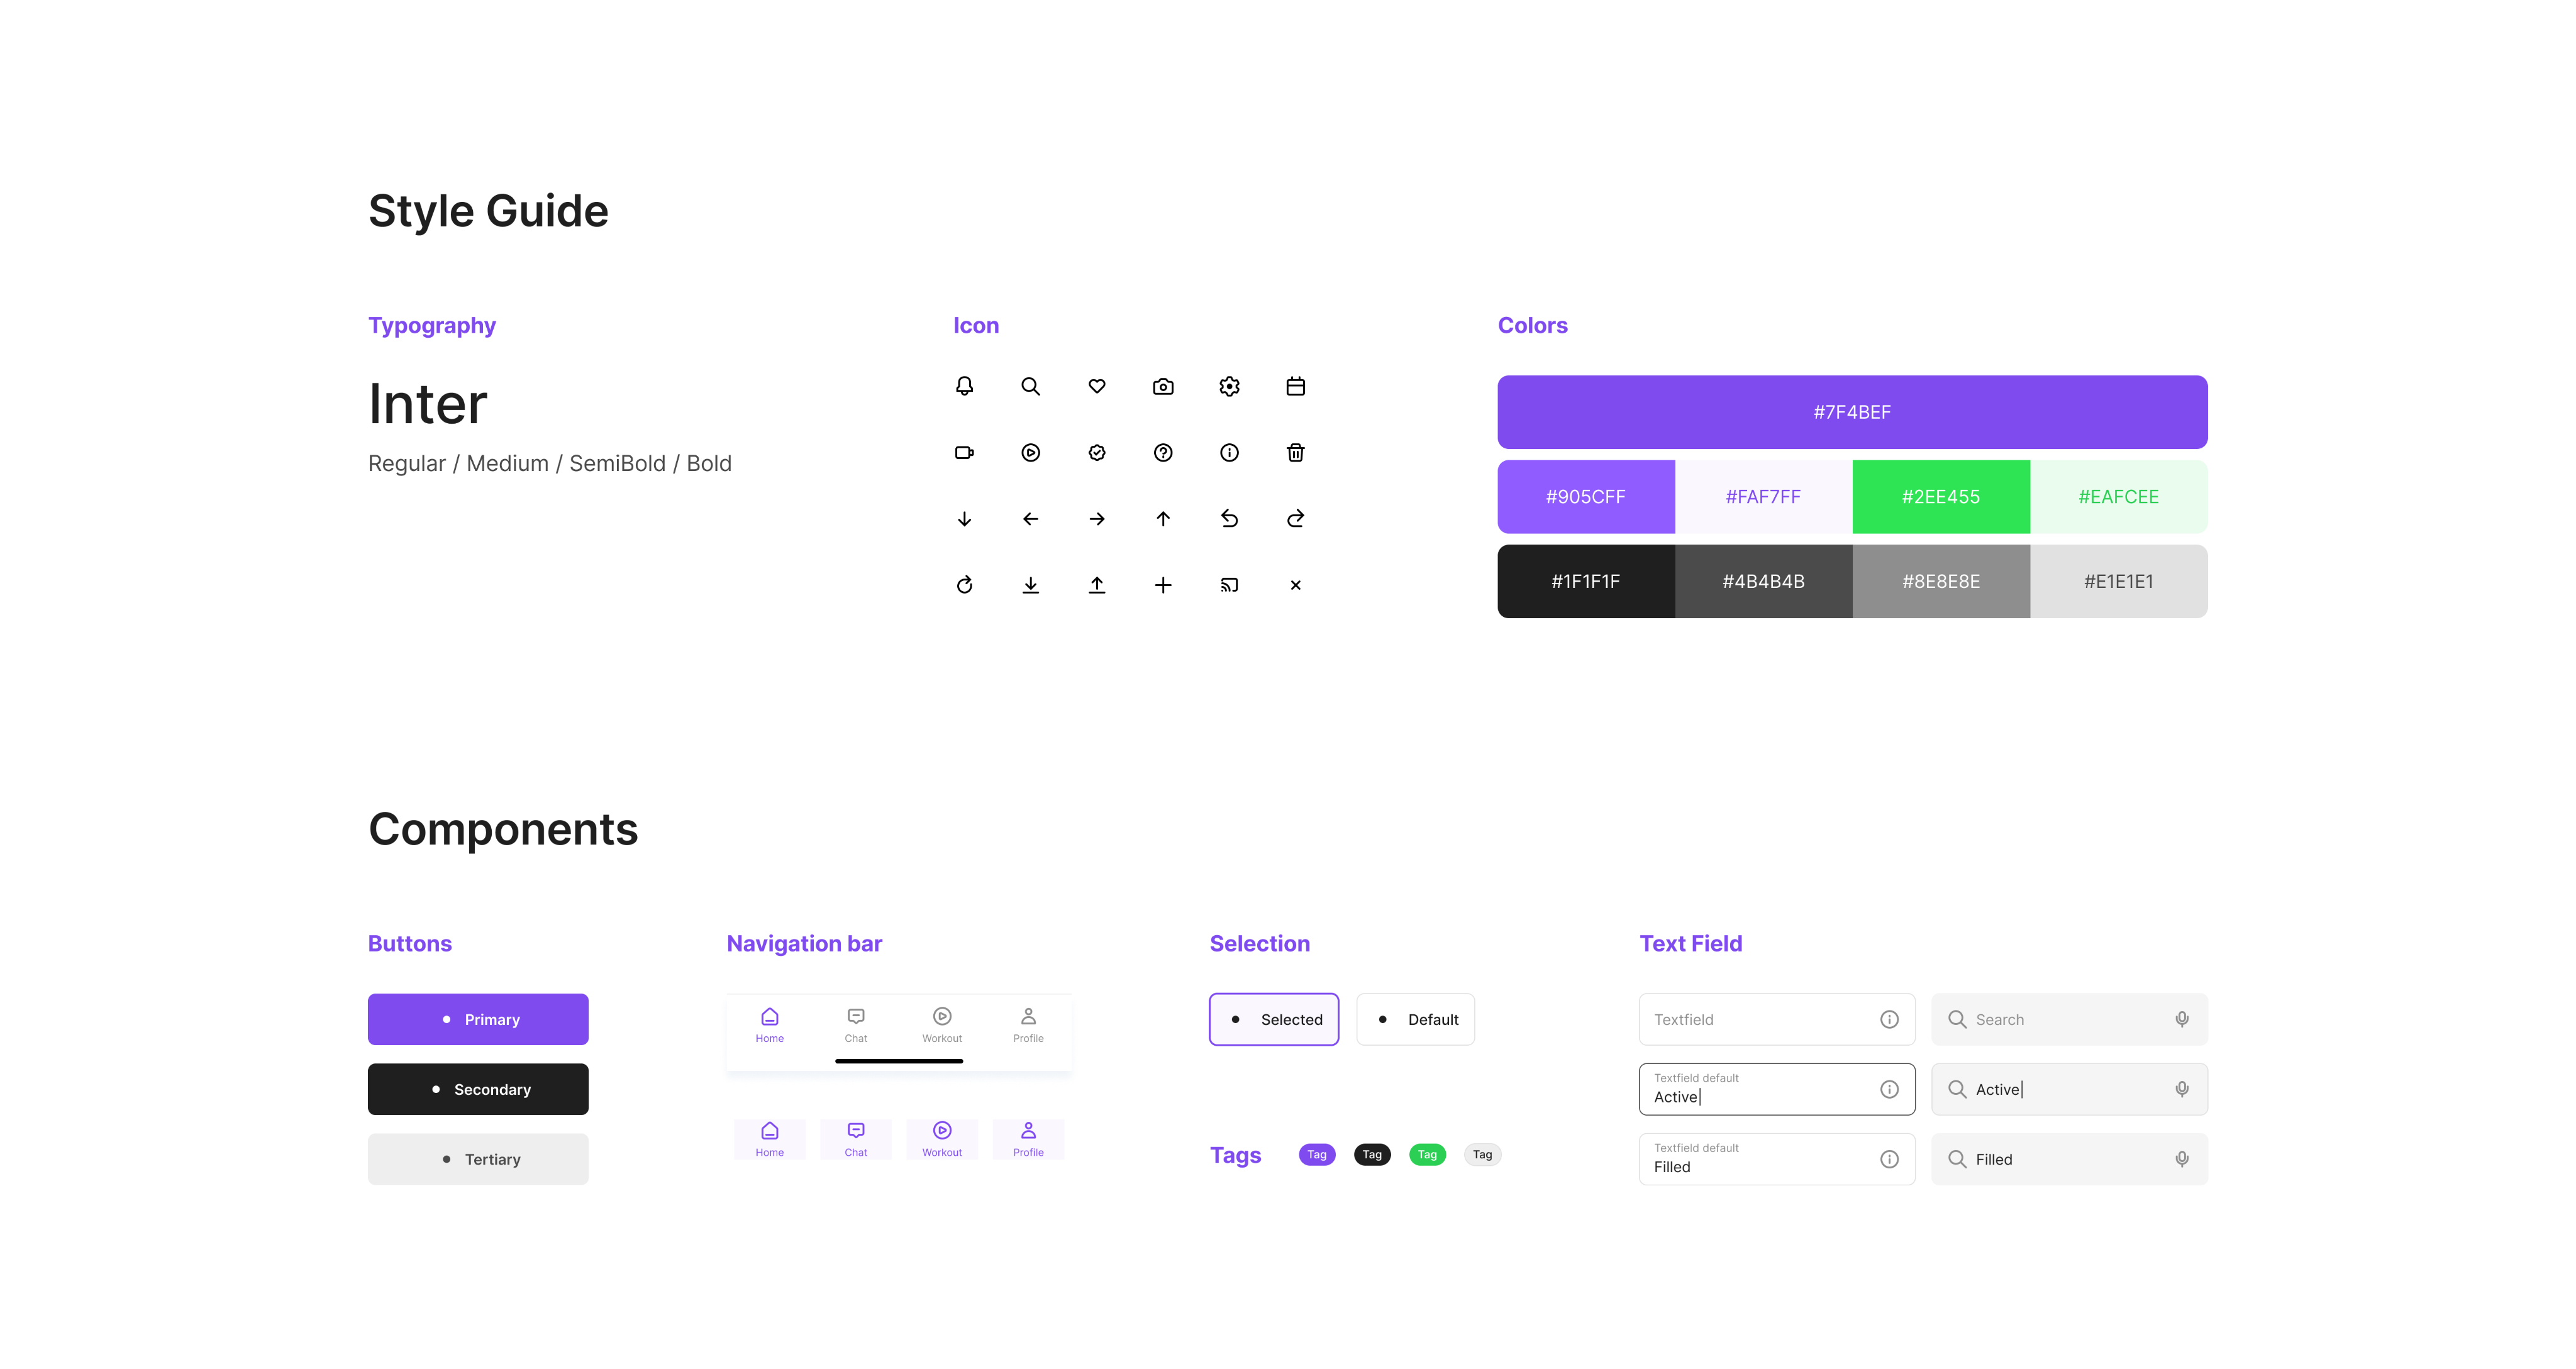 Style Guide
Typography
Inter
Regular / Medium / SemiBold / Bold
Icon
Colors
#7F4BEF
#905CFF
#FAF7FF
#2EE455
#EAFCEE
#1F1F1F
#4B4B4B
#8E8E8E
#E1E1E1
Components
Buttons
Primary
Secondary
Tertiary
Navigation bar
Home
Chat
Workout
Profile
Home
Chat
Workout
Profile
Selection
Selected
Default
Tags
Tag
Tag
Tag
Tag
Text Field
Textfield
Textfield default
Active
Textfield default
Filled
Search
Active
Filled